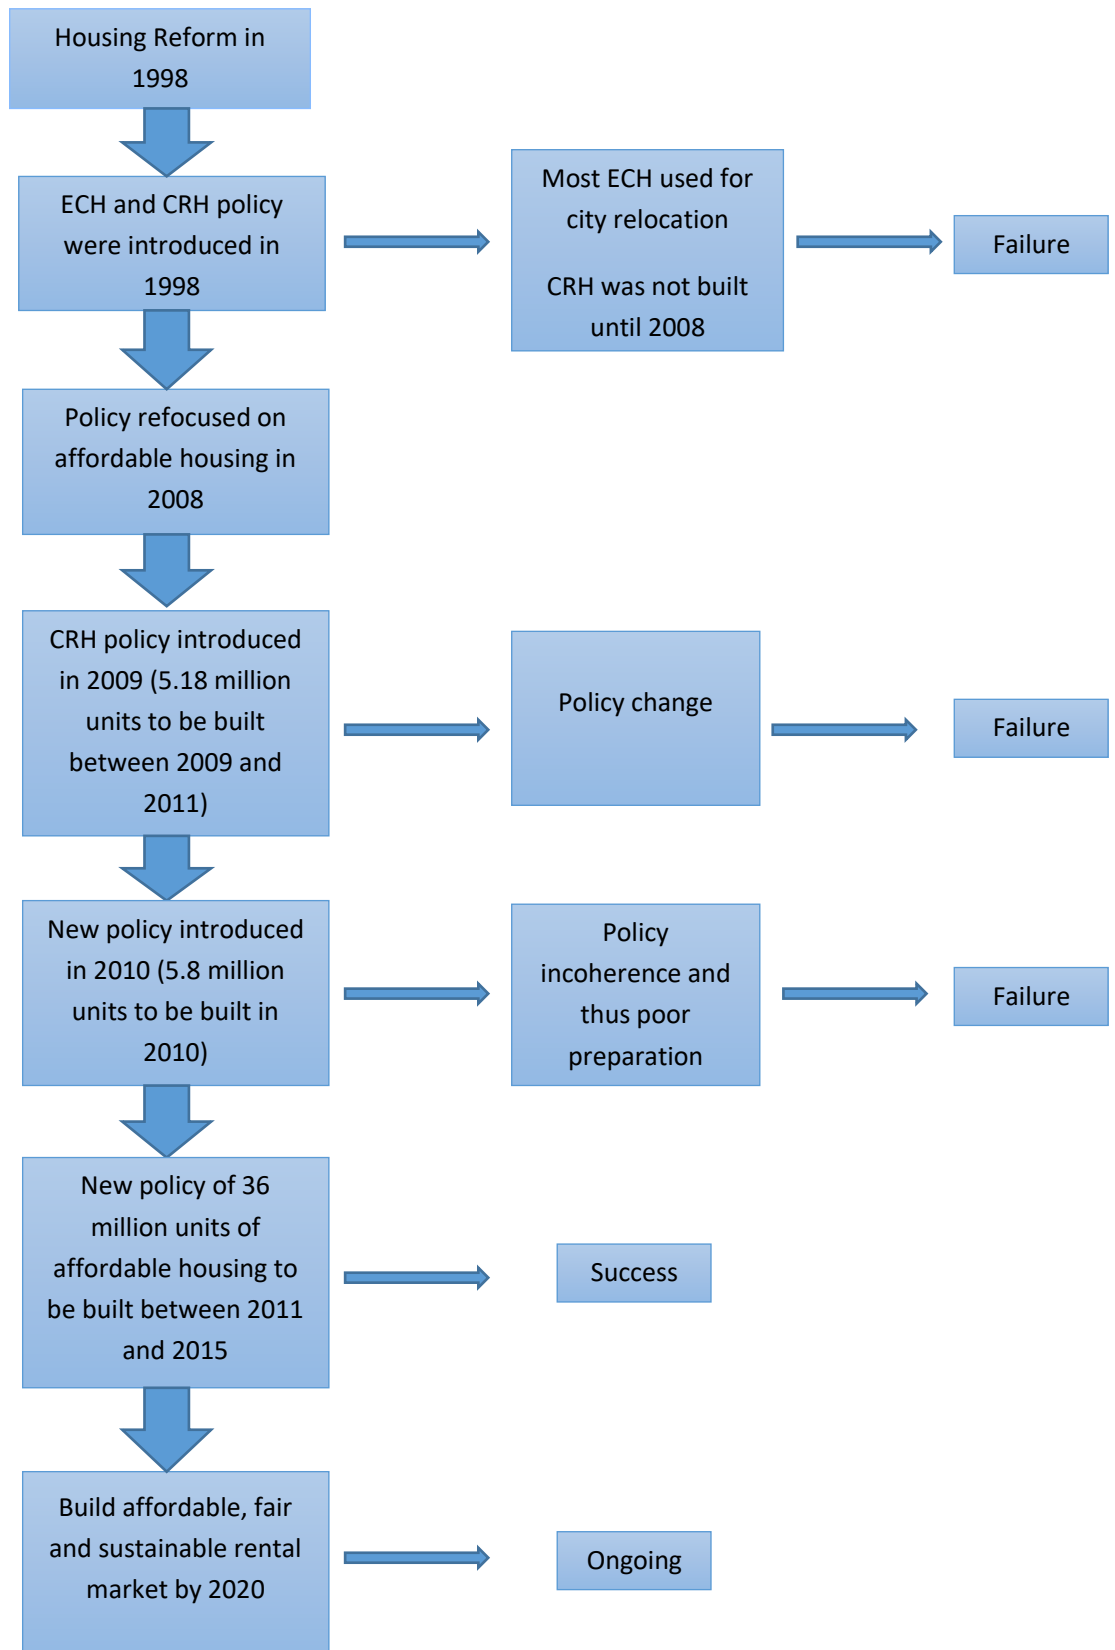 Housing Reform in
1998
ECH and CRH policy
were introduced in
1998
Most ECH used for
city relocation
CRH was not built
until 2008
Failure
Policy refocused on
affordable housing in
2008
CRH policy introduced
in 2009 (5.18 million
units to be built
between 2009 and
2011)
Policy change
Failure
New policy introduced
in 2010 (5.8 million
units to be built in
2010)
Policy
incoherence and
thus poor
preparation
Failure
New policy of 36
million units of
affordable housing to
be built between 2011
and 2015
Success
Build affordable, fair
and sustainable rental
market by 2020
Ongoing